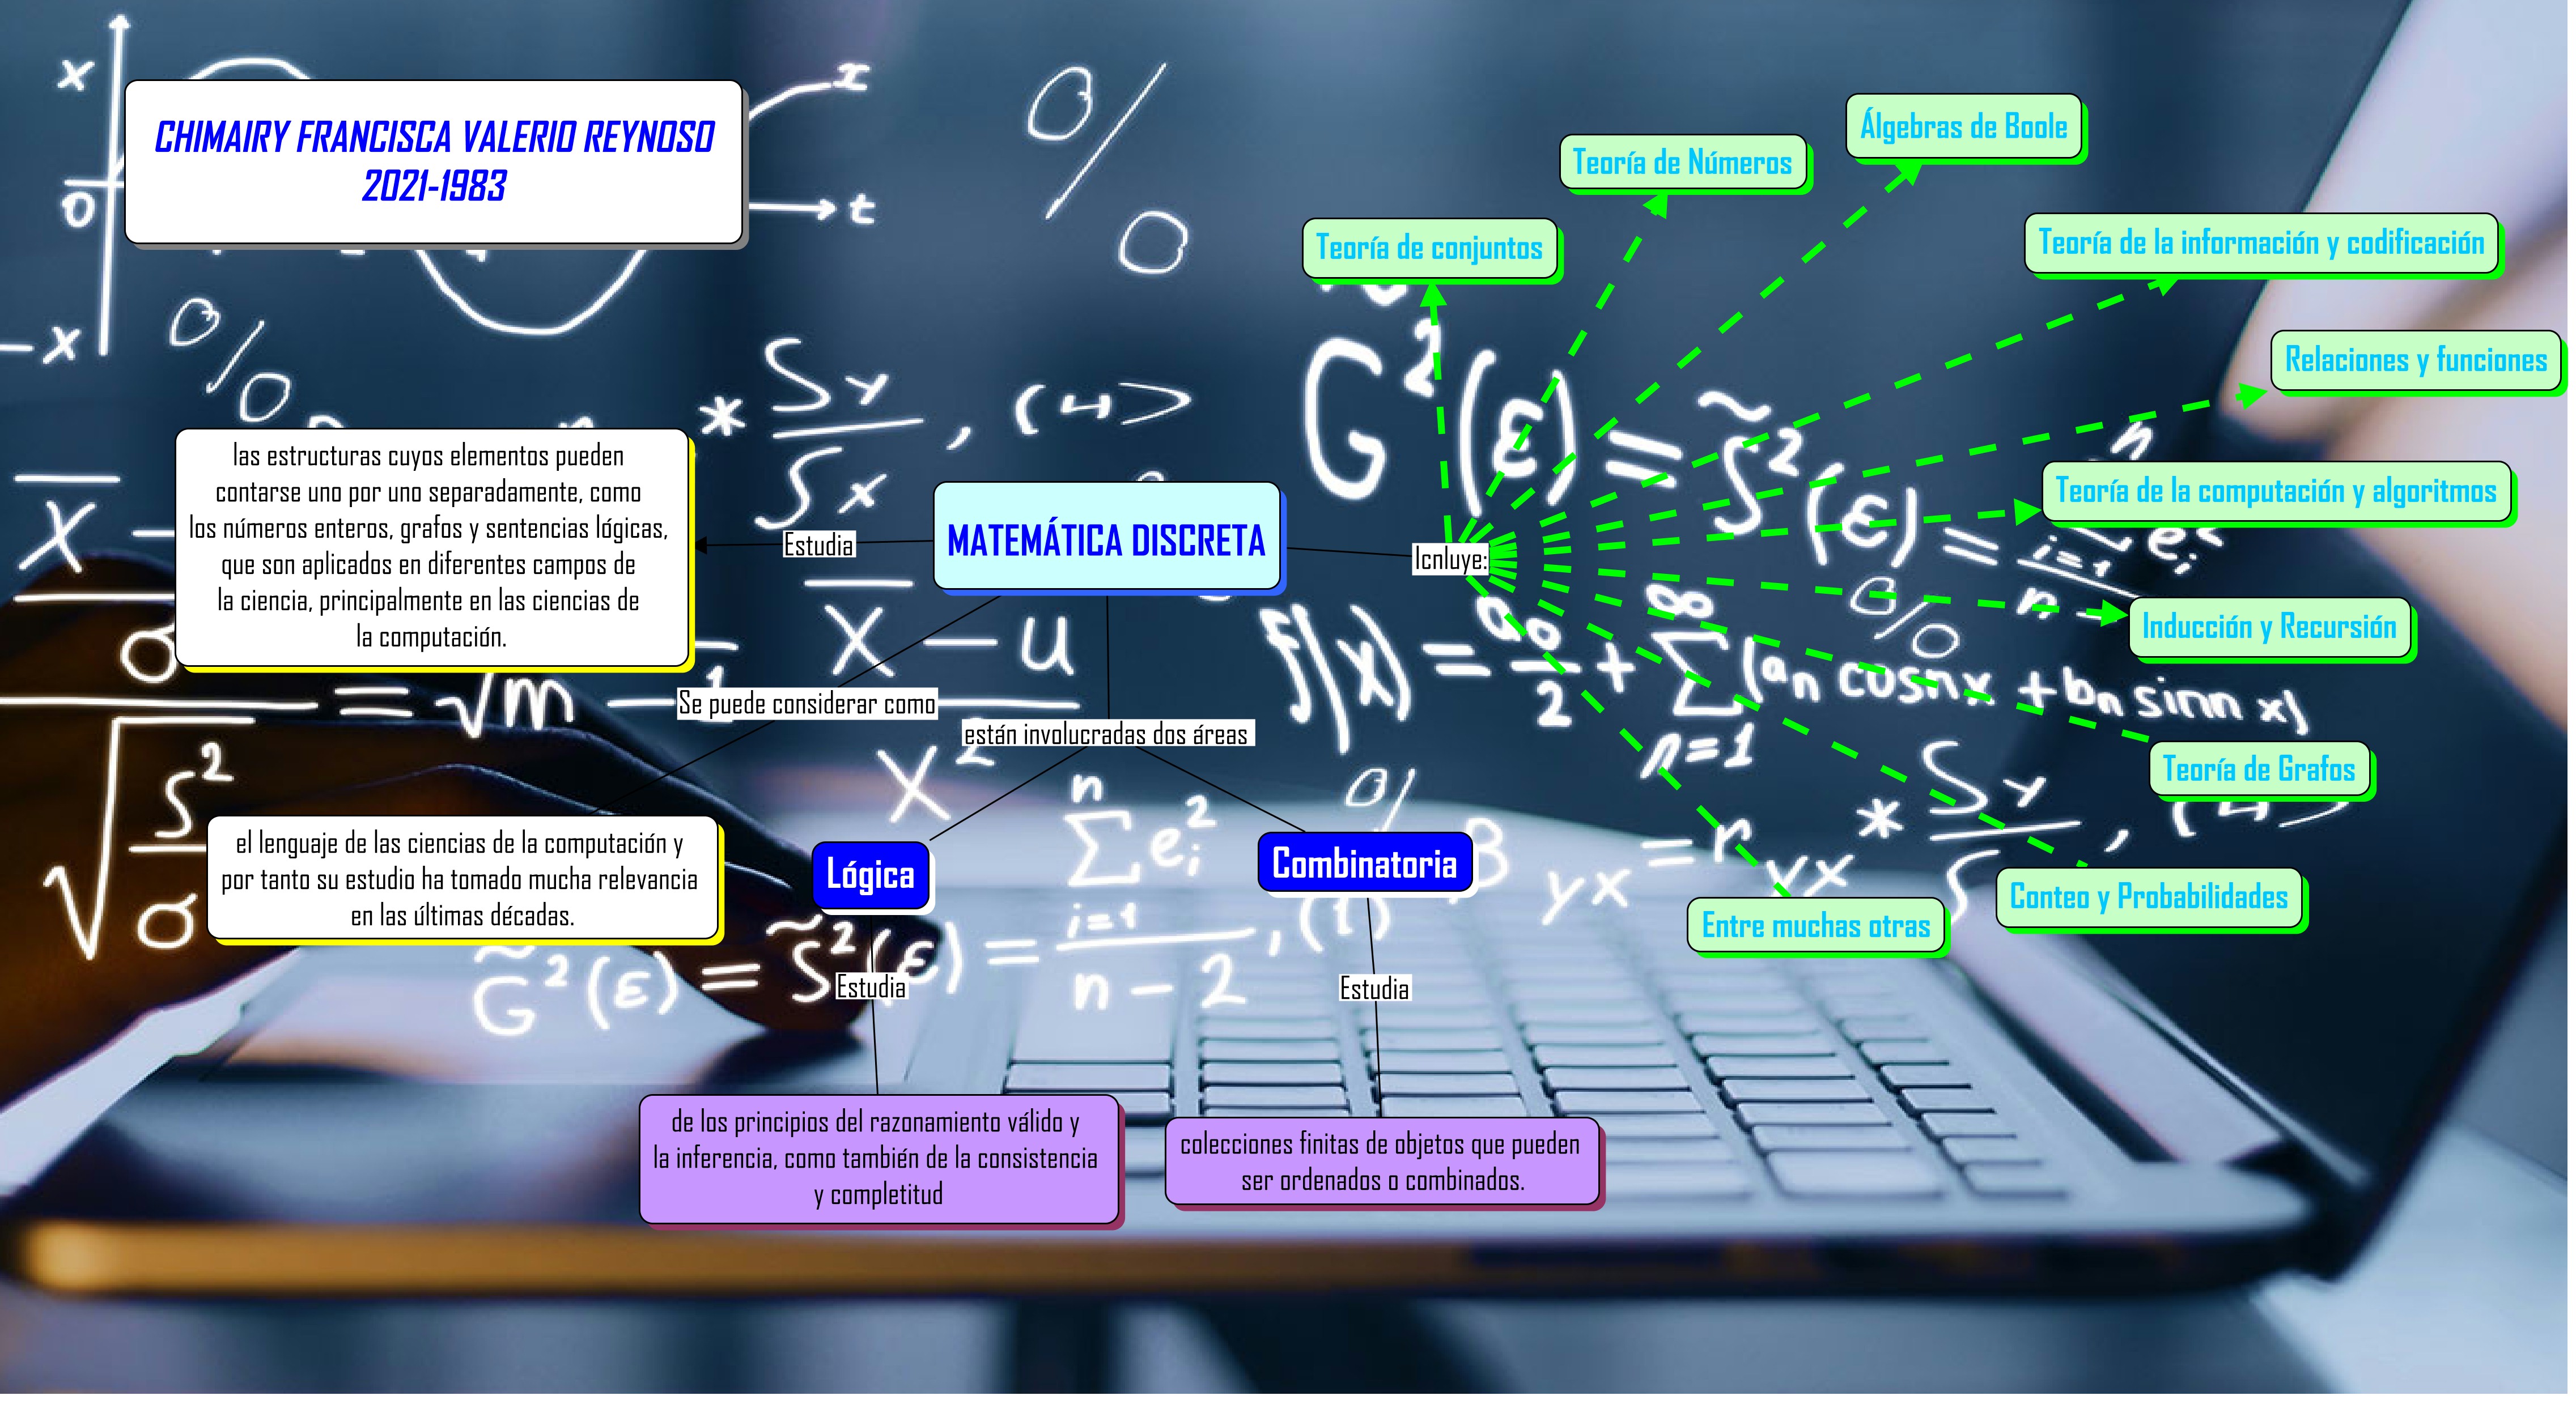 CHIMAIRY FRANCISCA VALERIO REYNOSO
2021-1983
las estructuras cuyos elementos pueden
contarse uno por uno separadamente, como
los números enteros, grafos y sentencias lógicas,
que son aplicados en diferentes campos de
la ciencia, principalmente en las ciencias de
la computación.
Estudia
MATEMÁTICA DISCRETA
Icnluye:
Teoría de conjuntos
Teoría de Números
Álgebras de Boole
Teoría de la información y codificación
Relaciones y funciones
Teoría de la computación y algoritmos
Inducción y Recursión
Teoría de Grafos
Conteo y Probabilidades
Entre muchas otras
Se puede considerar como
el lenguaje de las ciencias de la computación y
por tanto su estudio ha tomado mucha relevancia
en las últimas décadas.
están involucradas dos áreas
Lógica
Combinatoria
Estudia
Estudia
de los principios del razonamiento válido y
la inferencia, como también de la consistencia
y completitud
colecciones finitas de objetos que pueden
ser ordenados o combinados.